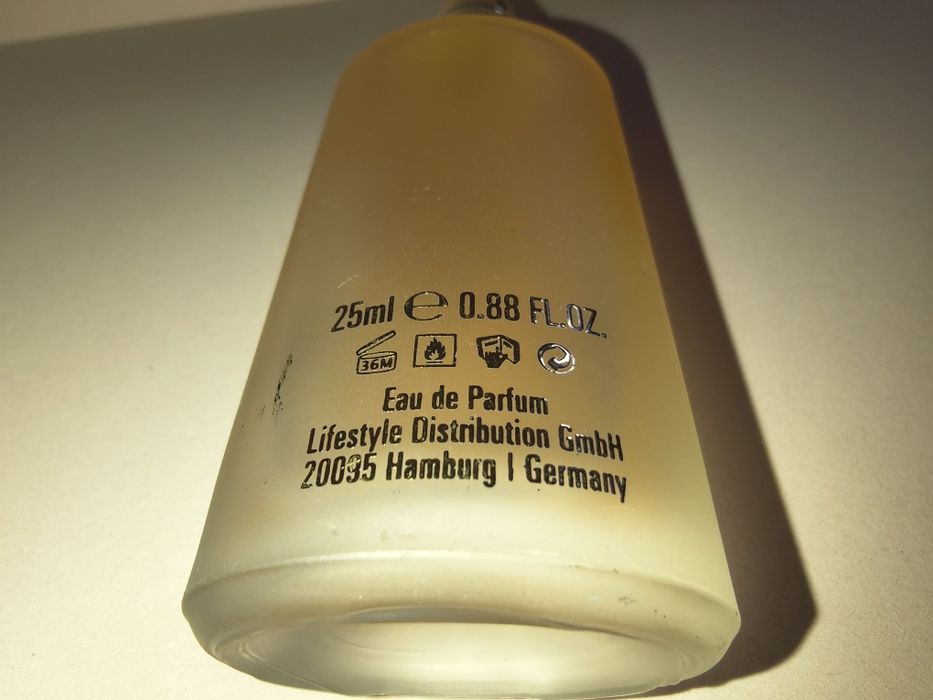 25ml ℮ 0.88 FL.OZ.
36M
Eau de Parfum
Lifestyle Distribution GmbH
20095 Hamburg | Germany